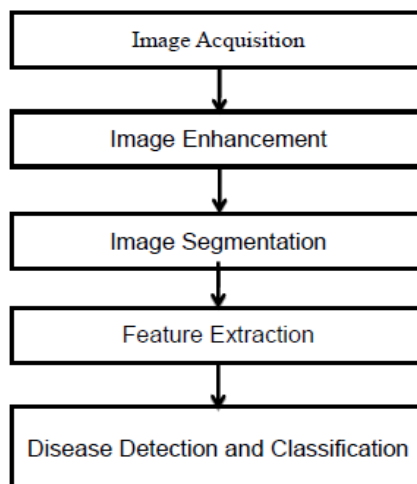 Image Acquisition
Image Enhancement
Image Segmentation
Feature Extraction
Disease Detection and Classification